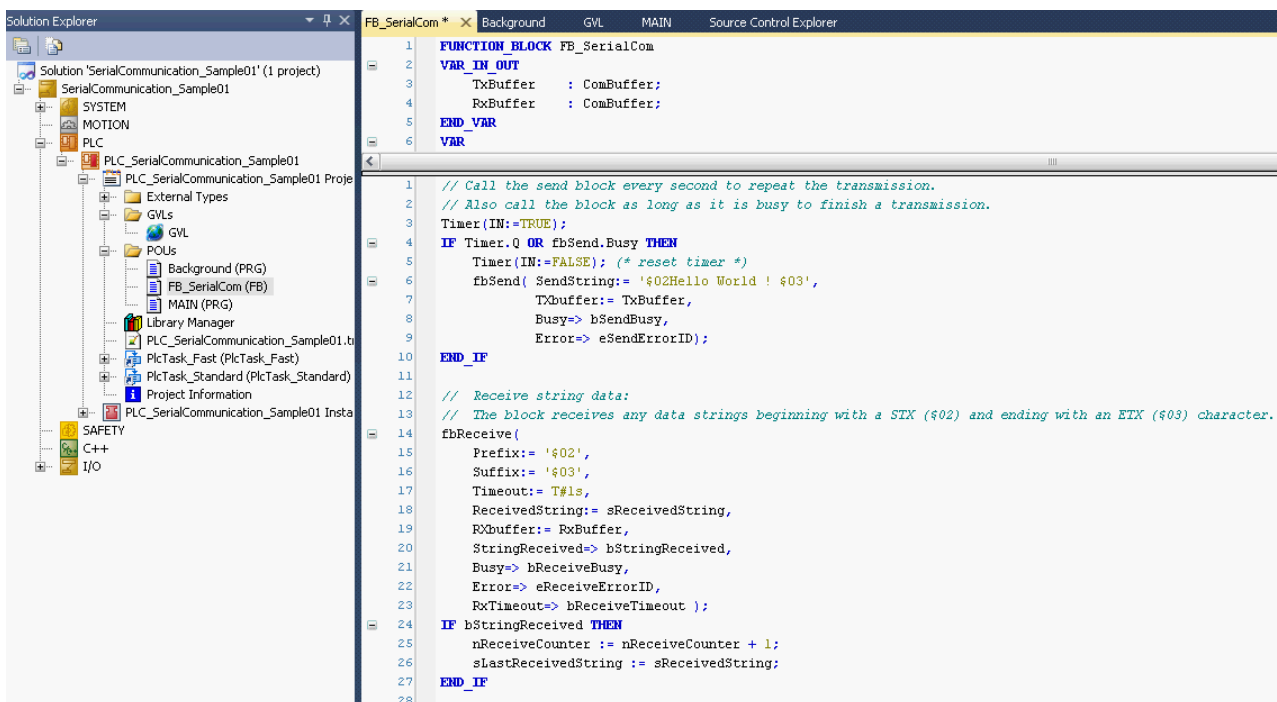 Solution Explorer
Solution 'SerialCommunication_Sample01' (1 project)
SerialCommunication_Sample01
SYSTEM
MOTION
PLC
PLC_SerialCommunication_Sample01
PLC_SerialCommunication_Sample01 Proje
External Types
GVLs
GVL
POUs
Background (PRG)
FB_SerialCom (FB)
MAIN (PRG)
Library Manager
PLC_SerialCommunication_Sample01.t
PlcTask_Fast (PlcTask_Fast)
PlcTask_Standard (PlcTask_Standard)
Project Information
PLC_SerialCommunication_Sample01 Insta
SAFETY
C++
I/O
FB_SerialCom * Background GVL MAIN Source Control Explorer
1 FUNCTION_BLOCK FB_SerialCom
2 VAR_IN_OUT
3 TxBuffer : ComBuffer;
4 RxBuffer : ComBuffer;
5 END_VAR
6 VAR
1 // Call the send block every second to repeat the transmission.
2 // Also call the block as long as it is busy to finish a transmission.
3 Timer(IN:=TRUE);
4 IF Timer.Q OR fbSend.Busy THEN
5 Timer(IN:=FALSE); (* reset timer *)
6 fbSend( SendString:= '$02Hello World ! $03',
7 TXbuffer:= TxBuffer,
8 Busy=> bSendBusy,
9 Error=> eSendErrorID);
10 END_IF
11
12 // Receive string data:
13 // The block receives any data strings beginning with a STX ($02) and ending with an ETX ($03) character.
14 fbReceive(
15 Prefix:= '$02',
16 Suffix:= '$03',
17 Timeout:= T#1s,
18 ReceivedString:= sReceivedString,
19 RXbuffer:= RxBuffer,
20 StringReceived=> bStringReceived,
21 Busy=> bReceiveBusy,
22 Error=> eReceiveErrorID,
23 RxTimeout=> bReceiveTimeout );
24 IF bStringReceived THEN
25 nReceiveCounter := nReceiveCounter + 1;
26 sLastReceivedString := sReceivedString;
27 END_IF
28